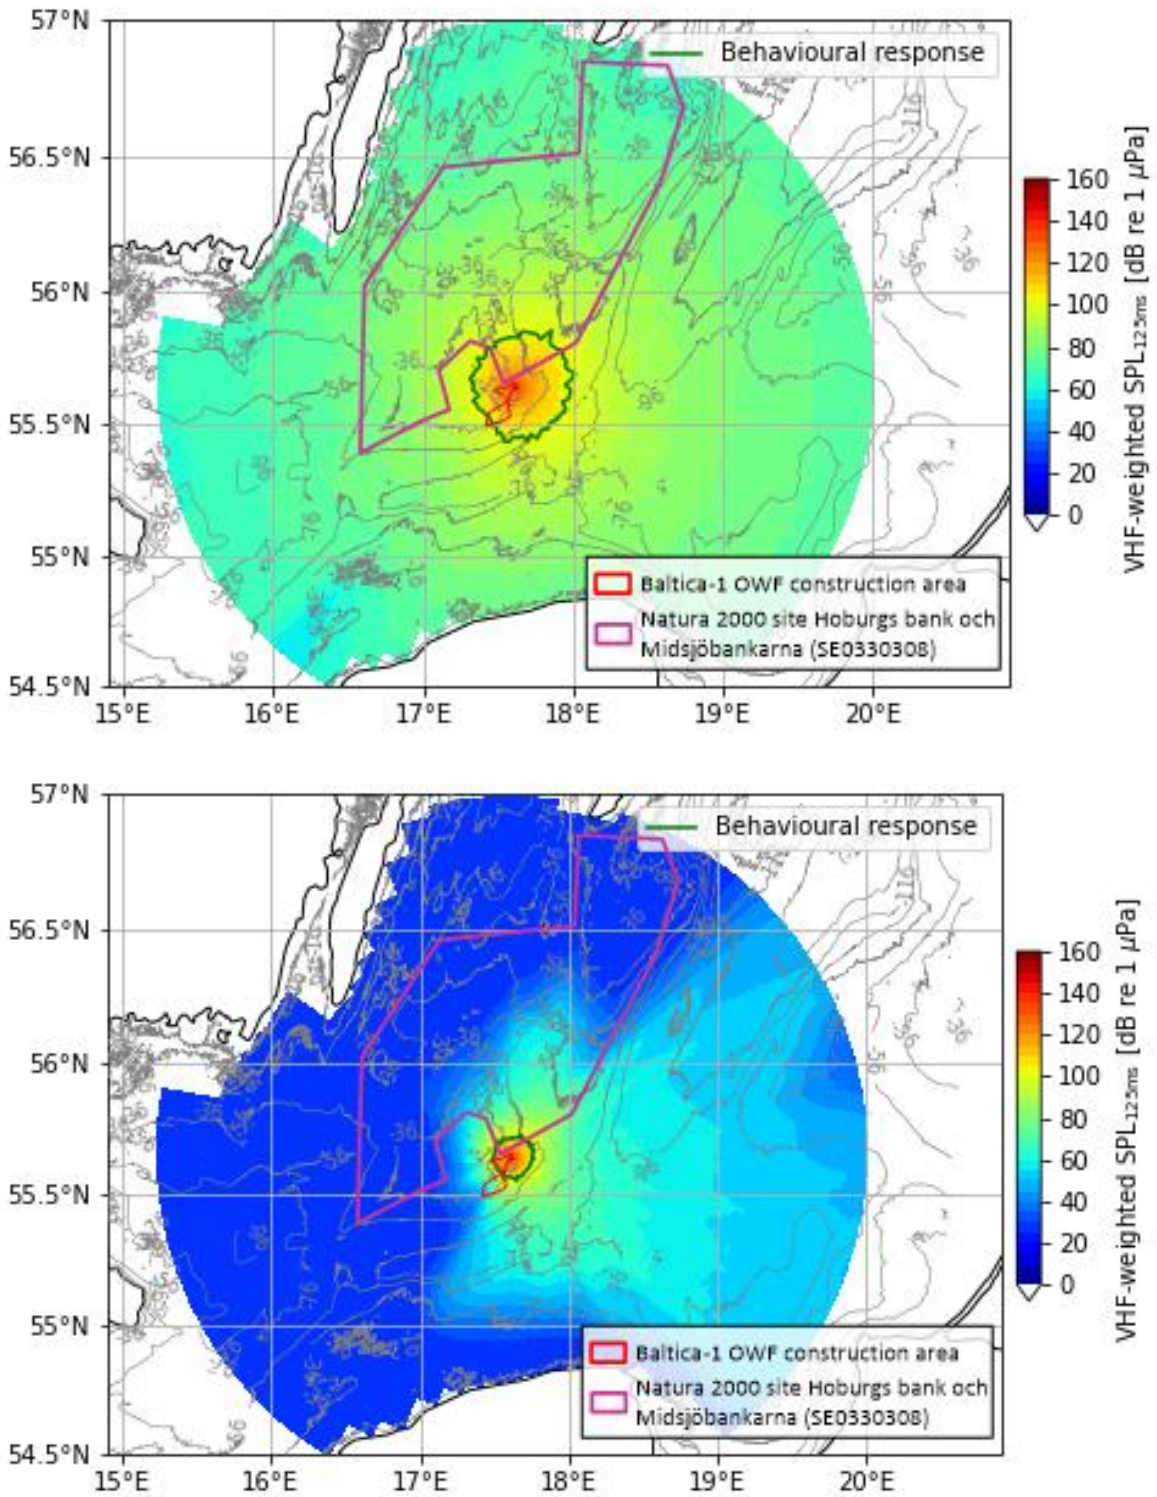 57°N
Behavioural response
56.5°N
56°N
55.5°N
55°N
54.5°N
15°E 16°E 17°E 18°E 19°E 20°E
160
140
120
100
80
60
40
20
0
VHF-weighted SPL125ms [dB re 1 µPa]
Baltica-1 OWF construction area
Natura 2000 site Hoburgs bank och
Midsjöbankarna (SE0330308)
57°N
Behavioural response
56.5°N
56°N
55.5°N
55°N
54.5°N
15°E 16°E 17°E 18°E 19°E 20°E
160
140
120
100
80
60
40
20
0
VHF-weighted SPL125ms [dB re 1 µPa]
Baltica-1 OWF construction area
Natura 2000 site Hoburgs bank och
Midsjöbankarna (SE0330308)